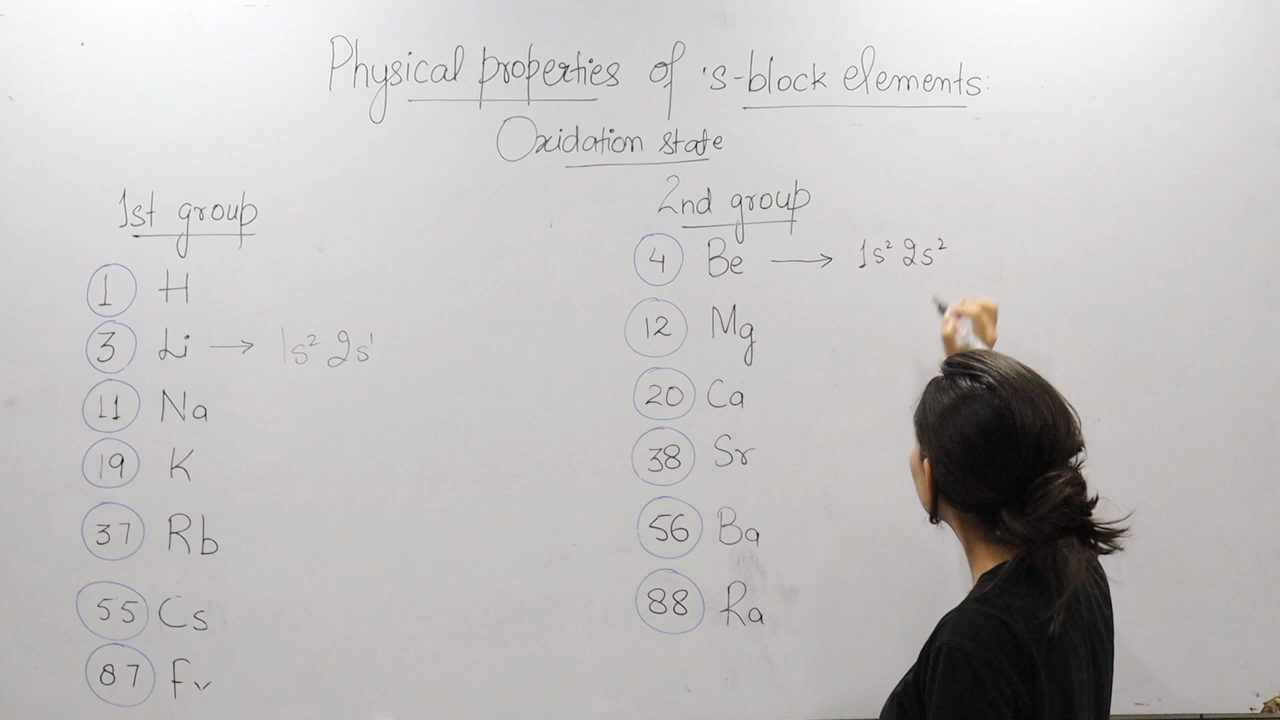 Physical properties of s-block elements:
Oxidation state
1st group
1 H
3 Li → 1s² 2s¹
11 Na
19 K
37 Rb
55 Cs
87 Fr
2nd group
4 Be → 1s² 2s²
12 Mg
20 Ca
38 Sr
56 Ba
88 Ra